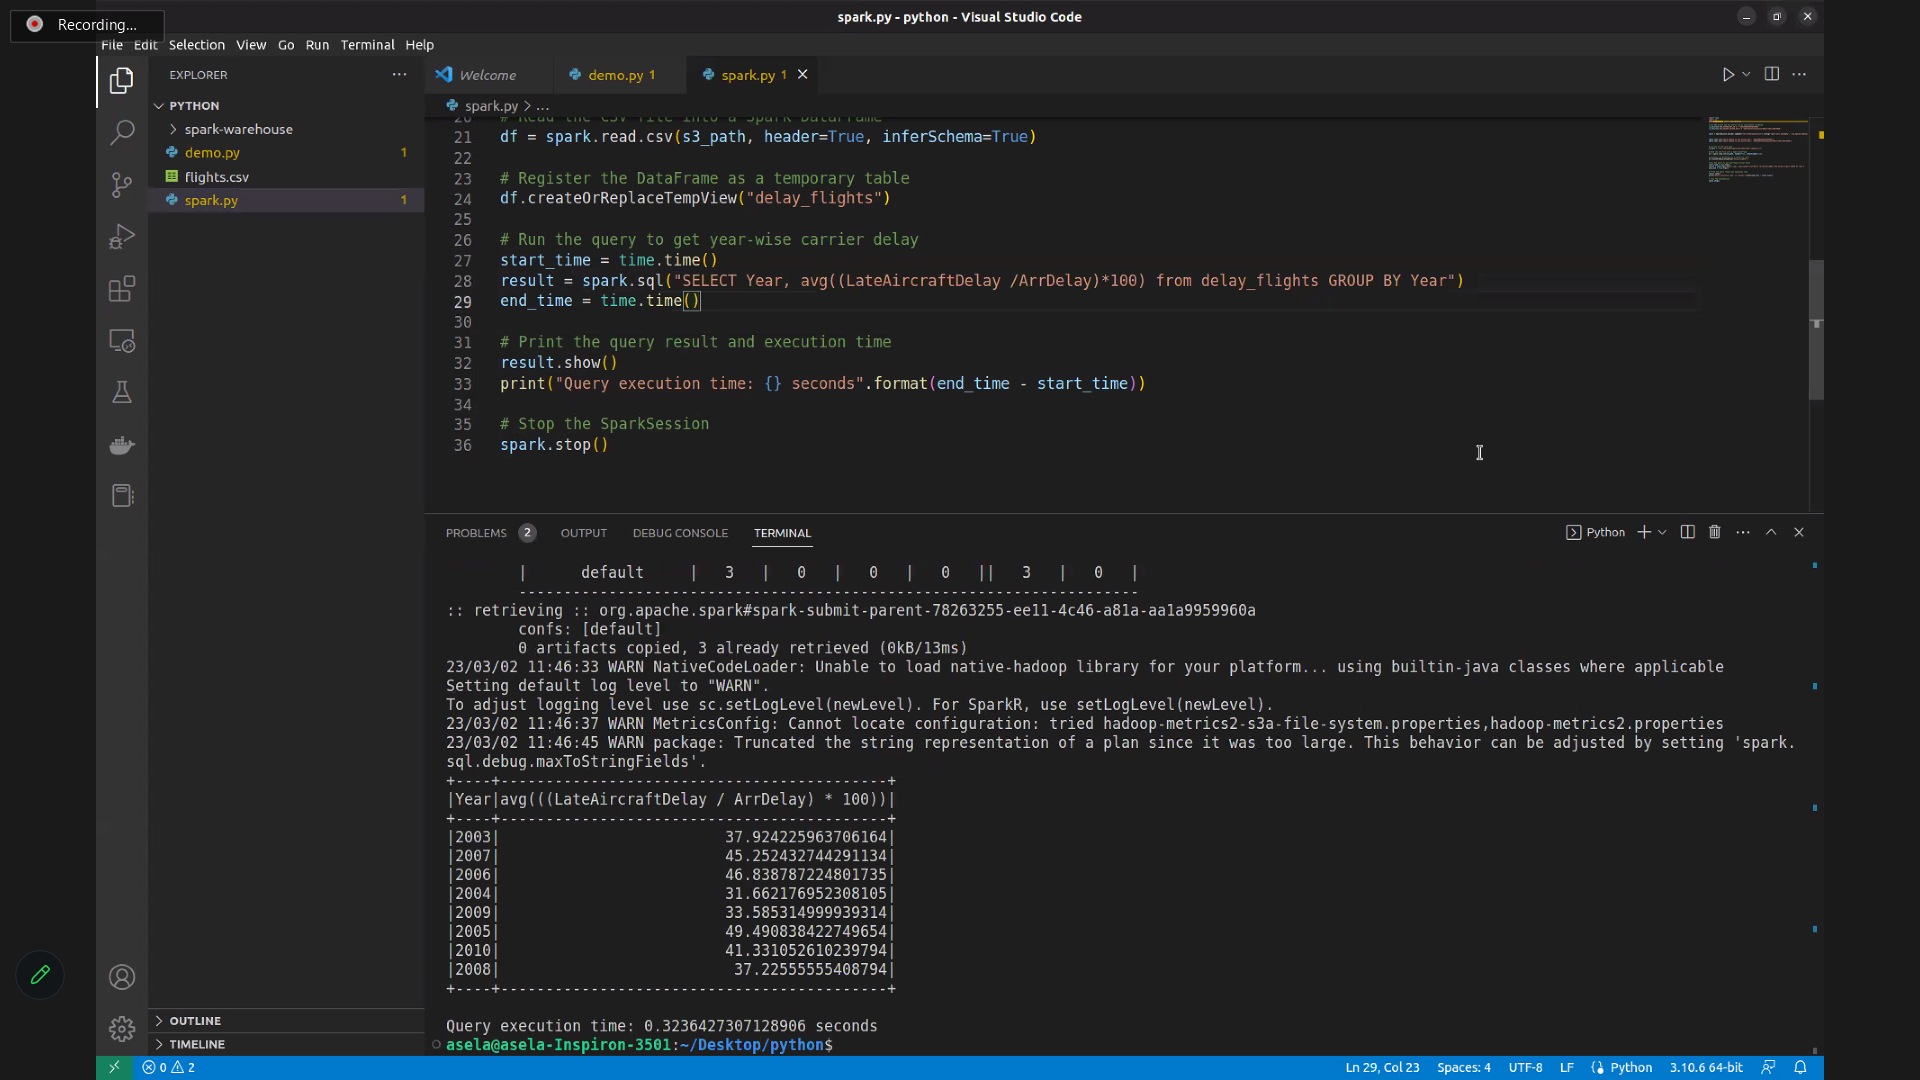 Recording...
spark.py - python - Visual Studio Code
File Edit Selection View Go Run Terminal Help
EXPLORER
Welcome
demo.py 1
spark.py 1
PYTHON
spark-warehouse
demo.py 1
flights.csv
spark.py 1
spark.py > ...
20 # Read the CSV file into a Spark DataFrame
21 df = spark.read.csv(s3_path, header=True, inferSchema=True)
22
23 # Register the DataFrame as a temporary table
24 df.createOrReplaceTempView("delay_flights")
25
26 # Run the query to get year-wise carrier delay
27 start_time = time.time()
28 result = spark.sql("SELECT Year, avg((LateAircraftDelay /ArrDelay)*100) from delay_flights GROUP BY Year")
29 end_time = time.time()
30
31 # Print the query result and execution time
32 result.show()
33 print("Query execution time: {} seconds".format(end_time - start_time))
34
35 # Stop the SparkSession
36 spark.stop()
PROBLEMS 2 OUTPUT DEBUG CONSOLE TERMINAL Python
| default | 3 | 0 | 0 | 0 || 3 | 0 |
---------------------------------------------------------------------
:: retrieving :: org.apache.spark#spark-submit-parent-78263255-ee11-4c46-a81a-aa1a9959960a
confs: [default]
0 artifacts copied, 3 already retrieved (0kB/13ms)
23/03/02 11:46:33 WARN NativeCodeLoader: Unable to load native-hadoop library for your platform... using builtin-java classes where applicable
Setting default log level to "WARN".
To adjust logging level use sc.setLogLevel(newLevel). For SparkR, use setLogLevel(newLevel).
23/03/02 11:46:37 WARN MetricsConfig: Cannot locate configuration: tried hadoop-metrics2-s3a-file-system.properties,hadoop-metrics2.properties
23/03/02 11:46:45 WARN package: Truncated the string representation of a plan since it was too large. This behavior can be adjusted by setting 'spark.
sql.debug.maxToStringFields'.
+----+-------------------------------------------+
|Year|avg(((LateAircraftDelay / ArrDelay) * 100))|
+----+-------------------------------------------+
|2003| 37.924225963706164|
|2007| 45.252432744291134|
|2006| 46.838787224801735|
|2004| 31.662176952308105|
|2009| 33.585314999939314|
|2005| 49.490838422749654|
|2010| 41.331052610239794|
|2008| 37.22555555408794|
+----+-------------------------------------------+
Query execution time: 0.3236427307128906 seconds
asela@asela-Inspiron-3501:~/Desktop/python$
OUTLINE
TIMELINE
0 2
Ln 29, Col 23 Spaces: 4 UTF-8 LF Python 3.10.6 64-bit